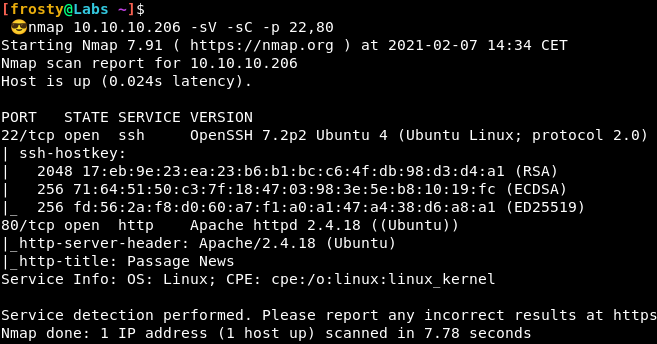 [frosty@Labs ~]$
😎nmap 10.10.10.206 -sV -sC -p 22,80
Starting Nmap 7.91 ( https://nmap.org ) at 2021-02-07 14:34 CET
Nmap scan report for 10.10.10.206
Host is up (0.024s latency).

PORT   STATE SERVICE VERSION
22/tcp open  ssh     OpenSSH 7.2p2 Ubuntu 4 (Ubuntu Linux; protocol 2.0)
| ssh-hostkey:
|   2048 17:eb:9e:23:ea:23:b6:b1:bc:c6:4f:db:98:d3:d4:a1 (RSA)
|   256 71:64:51:50:c3:7f:18:47:03:98:3e:5e:b8:10:19:fc (ECDSA)
|_  256 fd:56:2a:f8:d0:60:a7:f1:a0:a1:47:a4:38:d6:a8:a1 (ED25519)
80/tcp open  http    Apache httpd 2.4.18 ((Ubuntu))
|_http-server-header: Apache/2.4.18 (Ubuntu)
|_http-title: Passage News
Service Info: OS: Linux; CPE: cpe:/o:linux:linux_kernel

Service detection performed. Please report any incorrect results at https
Nmap done: 1 IP address (1 host up) scanned in 7.78 seconds